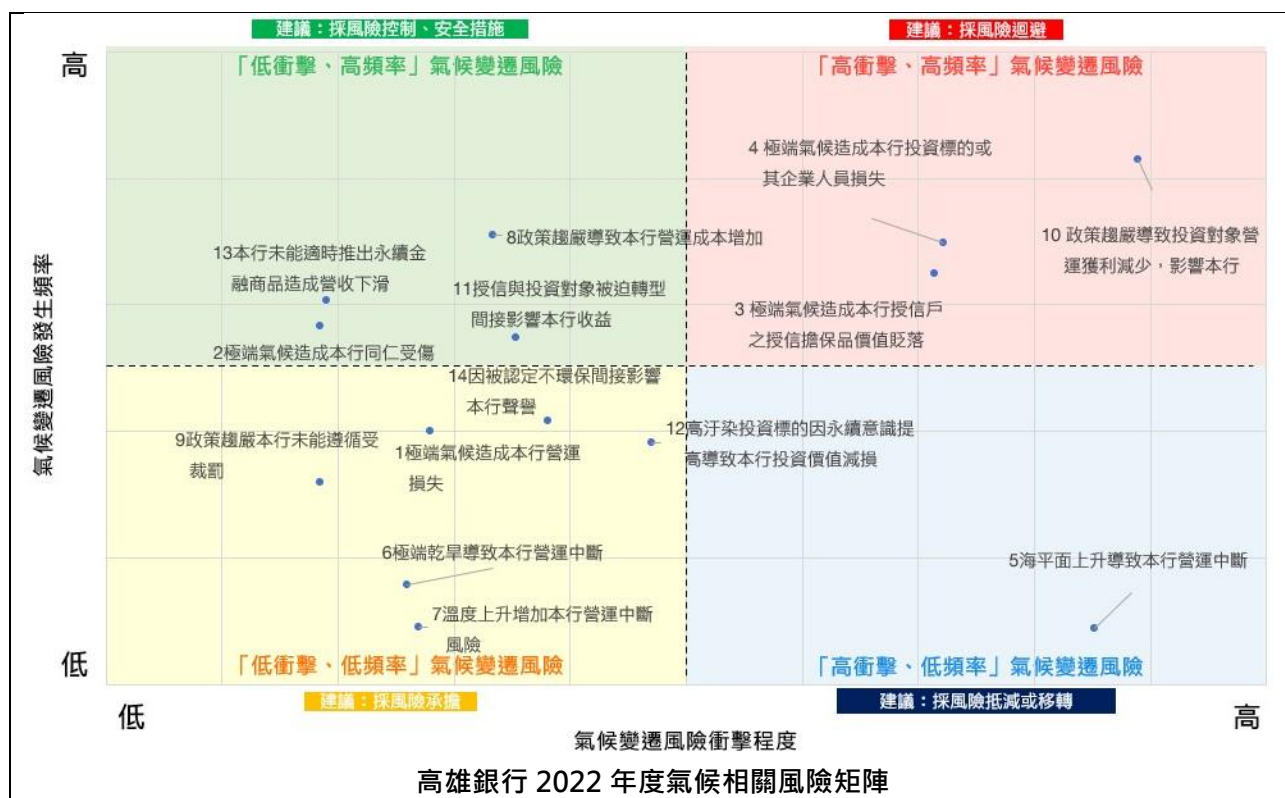 建議：採風險控制、安全措施
建議：採風險迴避
高
「低衝擊、高頻率」氣候變遷風險
「高衝擊、高頻率」氣候變遷風險
4 極端氣候造成本行投資標的或
其企業人員損失
8政策趨嚴導致本行營運成本增加
10 政策趨嚴導致投資對象營
運獲利減少，影響本行
13本行未能適時推出永續金
融商品造成營收下滑
11授信與投資對象被迫轉型
間接影響本行收益
3 極端氣候造成本行授信戶
之授信擔保品價值貶落
2極端氣候造成本行同仁受傷
氣候變遷風險發生頻率
14因被認定不環保間接影響
本行聲譽
9政策趨嚴本行未能遵循受
裁罰
1極端氣候造成本行營運
損失
12高汙染投資標的因永續意識提
高導致本行投資價值減損
6極端乾旱導致本行營運中斷
5海平面上升導致本行營運中斷
7溫度上升增加本行營運中斷
風險
低
「低衝擊、低頻率」氣候變遷風險
「高衝擊、低頻率」氣候變遷風險
建議：採風險承擔
建議：採風險抵減或移轉
低
高
氣候變遷風險衝擊程度
高雄銀行 2022 年度氣候相關風險矩陣